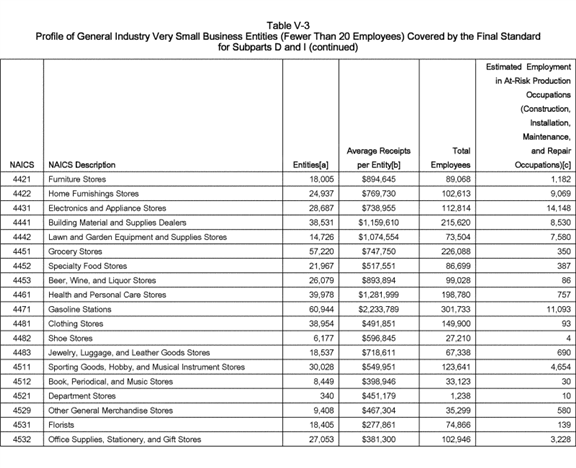 Table V-3
Profile of General Industry Very Small Business Entities (Fewer Than 20 Employees) Covered by the Final Standard
for Subparts D and I (continued)
Estimated Employment
in At-Risk Production
Occupations
(Construction,
Installation,
Maintenance,
Average Receipts Total and Repair
NAICS NAICS Description Entities[a] per Entity[b] Employees Occupations)[c]
4421 Furniture Stores 18,005 $894,645 89,068 1,182
4422 Home Furnishings Stores 24,937 $769,730 102,613 9,069
4431 Electronics and Appliance Stores 28,687 $738,955 112,814 14,148
4441 Building Material and Supplies Dealers 38,531 $1,159,610 215,620 8,530
4442 Lawn and Garden Equipment and Supplies Stores 14,726 $1,074,554 73,504 7,580
4451 Grocery Stores 57,220 $747,750 226,088 350
4452 Specialty Food Stores 21,967 $517,551 86,699 387
4453 Beer, Wine, and Liquor Stores 26,079 $893,894 99,028 86
4461 Health and Personal Care Stores 39,978 $1,281,999 198,780 757
4471 Gasoline Stations 60,944 $2,233,789 301,733 11,093
4481 Clothing Stores 38,954 $491,851 149,900 93
4482 Shoe Stores 6,177 $596,845 27,210 4
4483 Jewelry, Luggage, and Leather Goods Stores 18,537 $718,611 67,338 690
4511 Sporting Goods, Hobby, and Musical Instrument Stores 30,028 $549,951 123,641 4,654
4512 Book, Periodical, and Music Stores 8,449 $398,946 33,123 30
4521 Department Stores 340 $451,179 1,238 10
4529 Other General Merchandise Stores 9,408 $467,304 35,299 580
4531 Florists 18,405 $277,861 74,866 139
4532 Office Supplies, Stationery, and Gift Stores 27,053 $381,300 102,946 3,228